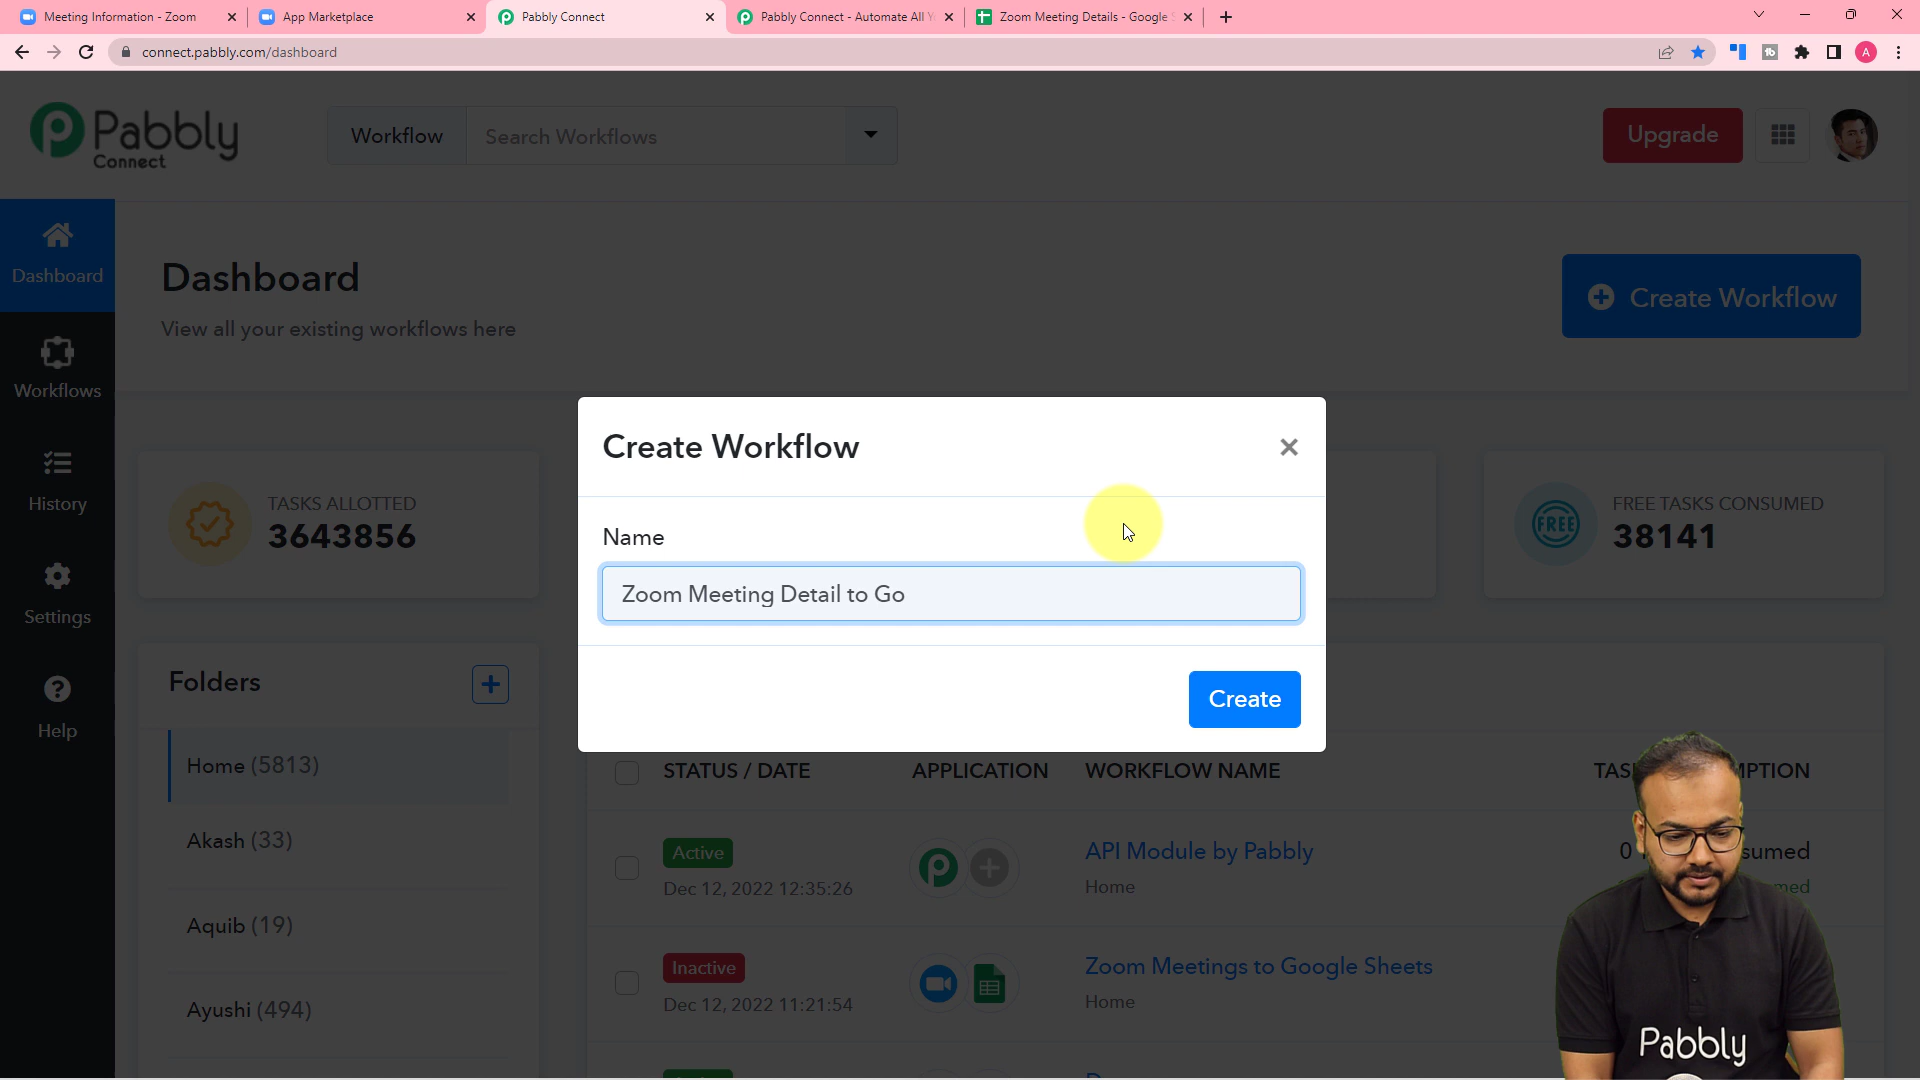 Meeting Information - Zoom
App Marketplace
Pabbly Connect
Pabbly Connect - Automate All Y
Zoom Meeting Details - Google S
connect.pabbly.com/dashboard
Pabbly
Connect
Workflow
Search Workflows
Upgrade
Dashboard
View all your existing workflows here
Create Workflow
Dashboard
Workflows
History
Settings
Help
Create Workflow
Name
Zoom Meeting Detail to Go
Create
TASKS ALLOTTED
3643856
FREE
FREE TASKS CONSUMED
38141
Folders
Home (5813)
Akash (33)
Aquib (19)
Ayushi (494)
STATUS / DATE
APPLICATION
WORKFLOW NAME
Active
Dec 12, 2022 12:35:26
API Module by Pabbly
Home
0
Inactive
Dec 12, 2022 11:21:54
Zoom Meetings to Google Sheets
Home
Pabbly